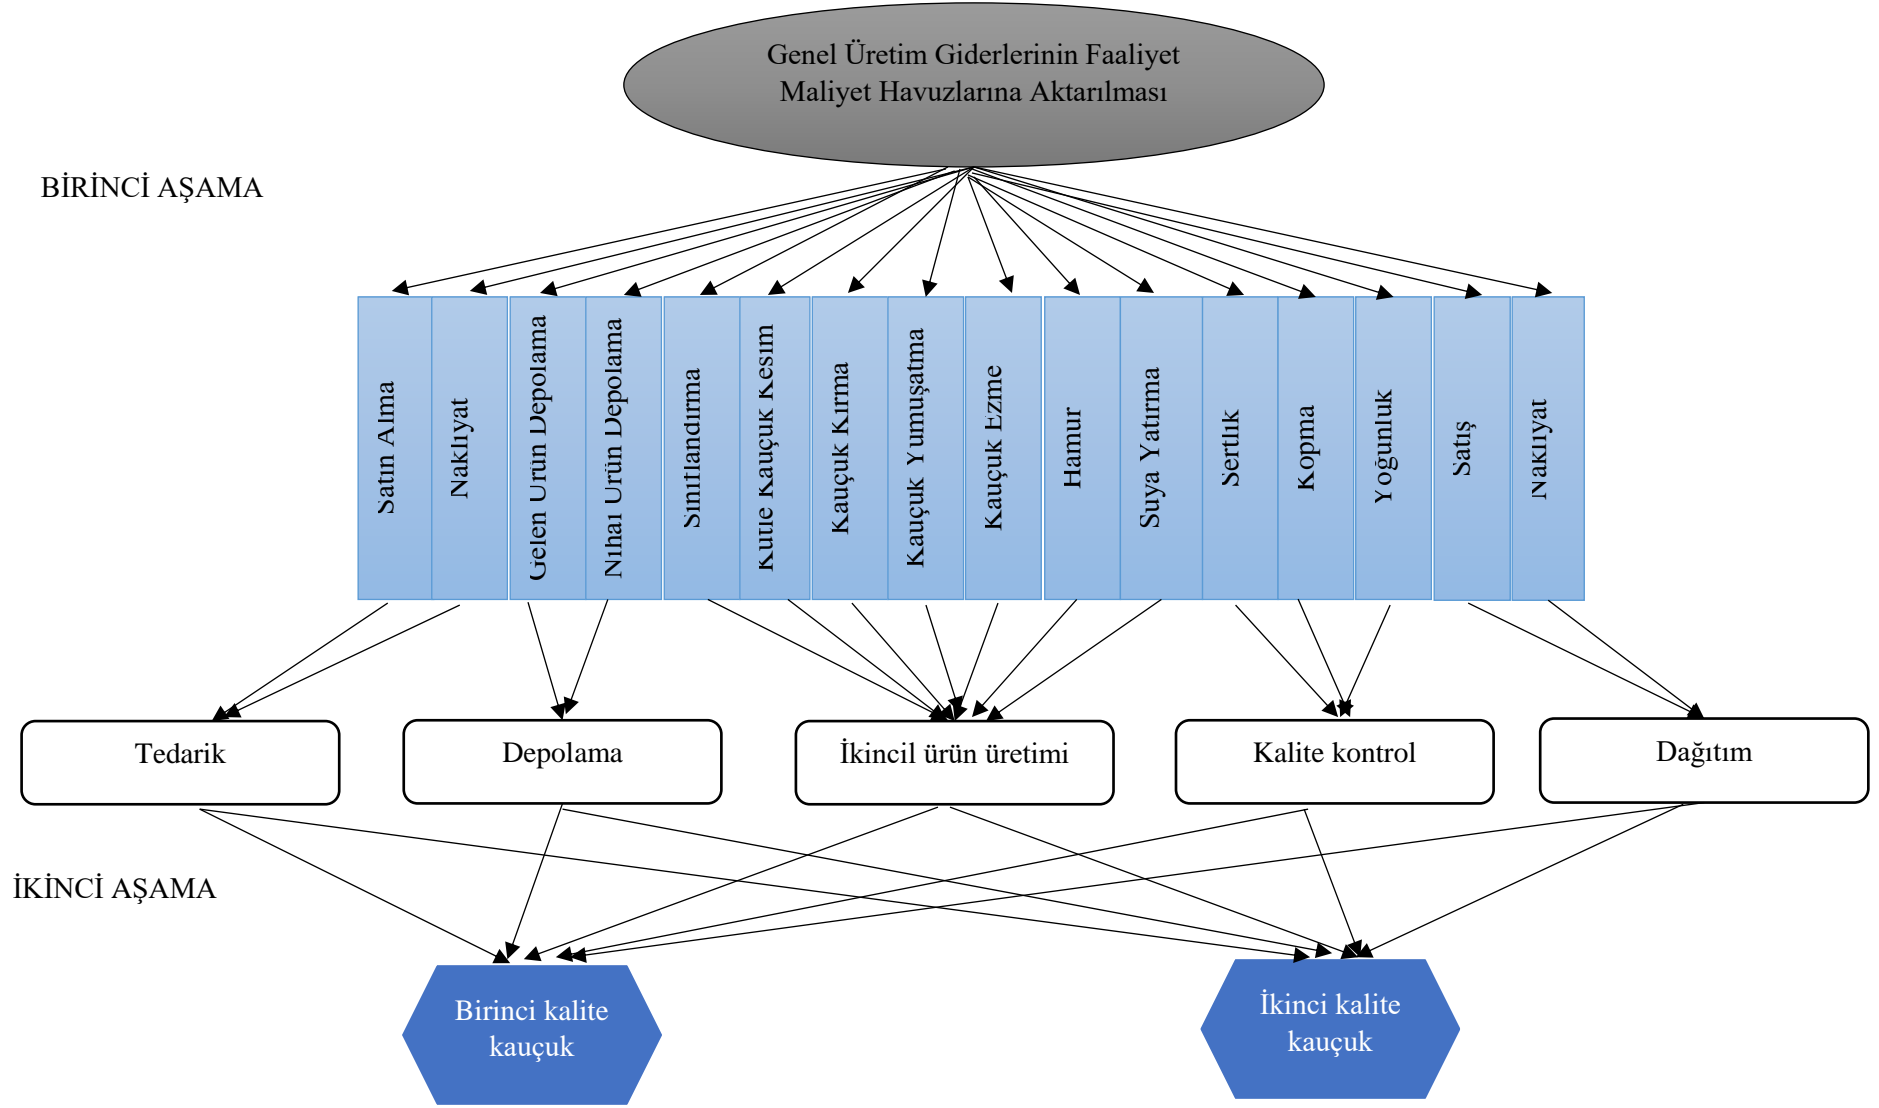 Genel Üretim Giderlerinin Faaliyet
Maliyet Havuzlarına Aktarılması
BİRİNCİ AŞAMA
Satın Alma
Nakliyat
Gelen Ürün Depolama
Nihai Ürün Depolama
Sınıflandırma
Kütle Kauçuk Kesim
Kauçuk Kırma
Kauçuk Yumuşatma
Kauçuk Ezme
Hamur
Suya Yatırma
Sertlik
Kopma
Yoğunluk
Satış
Nakliyat
Tedarik
Depolama
İkincil ürün üretimi
Kalite kontrol
Dağıtım
İKİNCİ AŞAMA
Birinci kalite
kauçuk
İkinci kalite
kauçuk